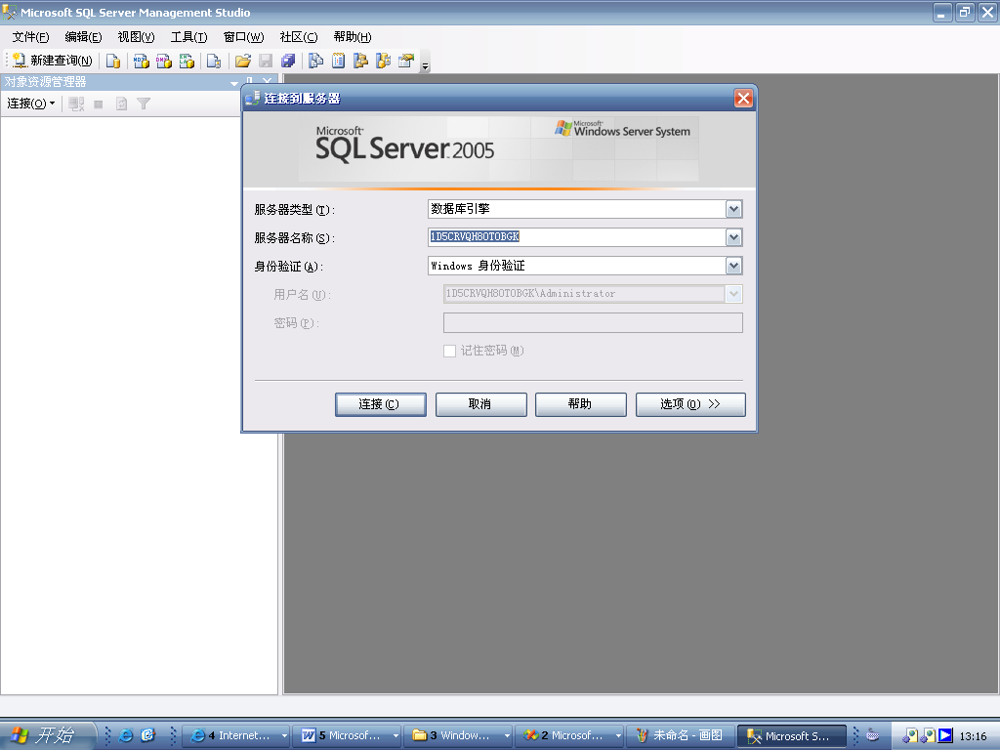 Microsoft SQL Server Management Studio
文件(F) 编辑(E) 视图(V) 工具(T) 窗口(W) 社区(C) 帮助(H)
新建查询(N)
对象资源管理器
连接(O)
连接到服务器
Microsoft
SQL Server 2005
Microsoft
Windows Server System
服务器类型(T):
数据库引擎
服务器名称(S):
1D5CRVQH8OTOBGK
身份验证(A):
Windows 身份验证
用户名(U):
1D5CRVQH8OTOBGK\Administrator
密码(P):
记住密码(M)
连接(C) 取消 帮助 选项(O) >>
开始 4 Internet... 5 Microsof... 3 Window... 2 Microsof... 未命名 - 画图 Microsoft S... 13:16